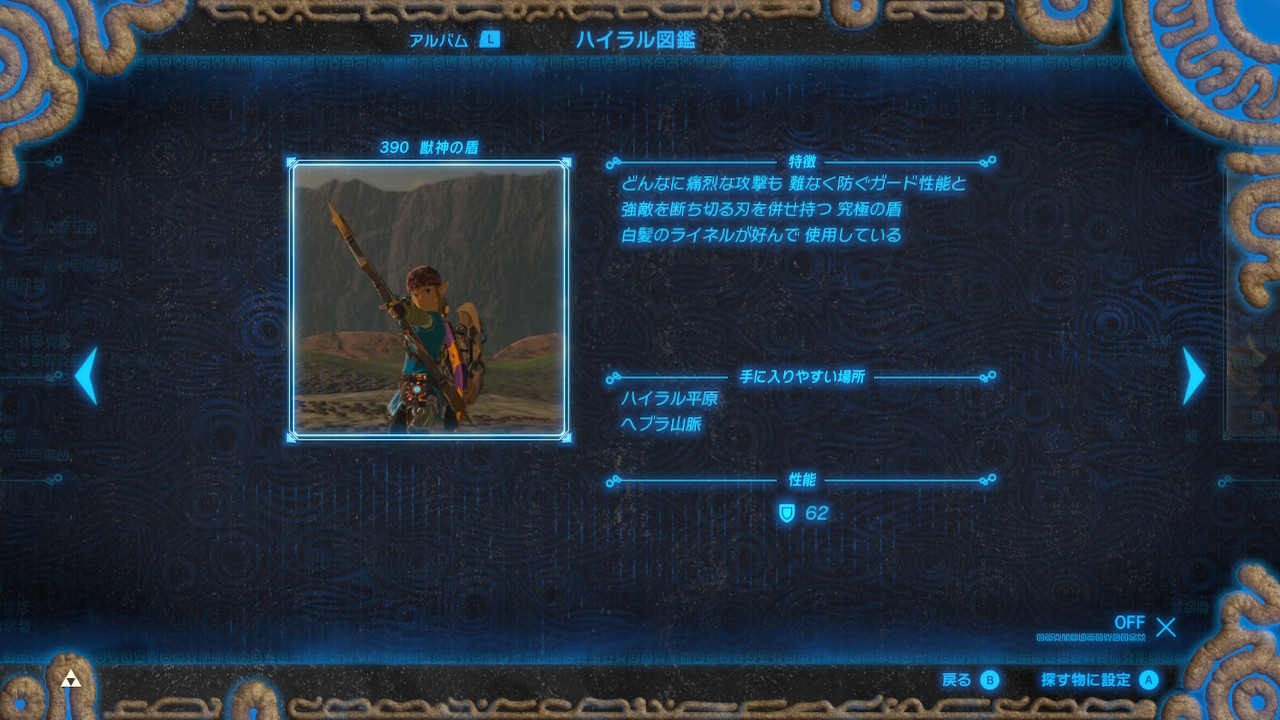 アルバム L
ハイラル図鑑
390 獣神の盾
特徴
どんなに痛烈な攻撃も 難なく防ぐガード性能と
強敵を断ち切る刃を併せ持つ 究極の盾
白髪のライネルが好んで 使用している
手に入りやすい場所
ハイラル平原
ヘブラ山脈
性能
62
OFF
戻る B
探す物に設定 A